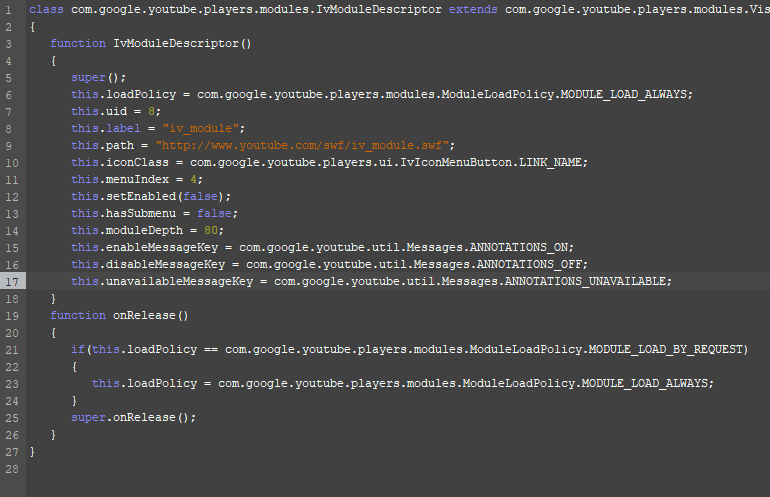 1 class com.google.youtube.players.modules.IvModuleDescriptor extends com.google.youtube.players.modules.Vis
2 {
3    function IvModuleDescriptor()
4    {
5       super();
6       this.loadPolicy = com.google.youtube.players.modules.ModuleLoadPolicy.MODULE_LOAD_ALWAYS;
7       this.uid = 8;
8       this.label = "iv_module";
9       this.path = "http://www.youtube.com/swf/iv_module.swf";
10       this.iconClass = com.google.youtube.players.ui.IvIconMenuButton.LINK_NAME;
11       this.menuIndex = 4;
12       this.setEnabled(false);
13       this.hasSubmenu = false;
14       this.moduleDepth = 80;
15       this.enableMessageKey = com.google.youtube.util.Messages.ANNOTATIONS_ON;
16       this.disableMessageKey = com.google.youtube.util.Messages.ANNOTATIONS_OFF;
17       this.unavailableMessageKey = com.google.youtube.util.Messages.ANNOTATIONS_UNAVAILABLE;
18    }
19    function onRelease()
20    {
21       if(this.loadPolicy == com.google.youtube.players.modules.ModuleLoadPolicy.MODULE_LOAD_BY_REQUEST)
22       {
23          this.loadPolicy = com.google.youtube.players.modules.ModuleLoadPolicy.MODULE_LOAD_ALWAYS;
24       }
25       super.onRelease();
26    }
27 }
28